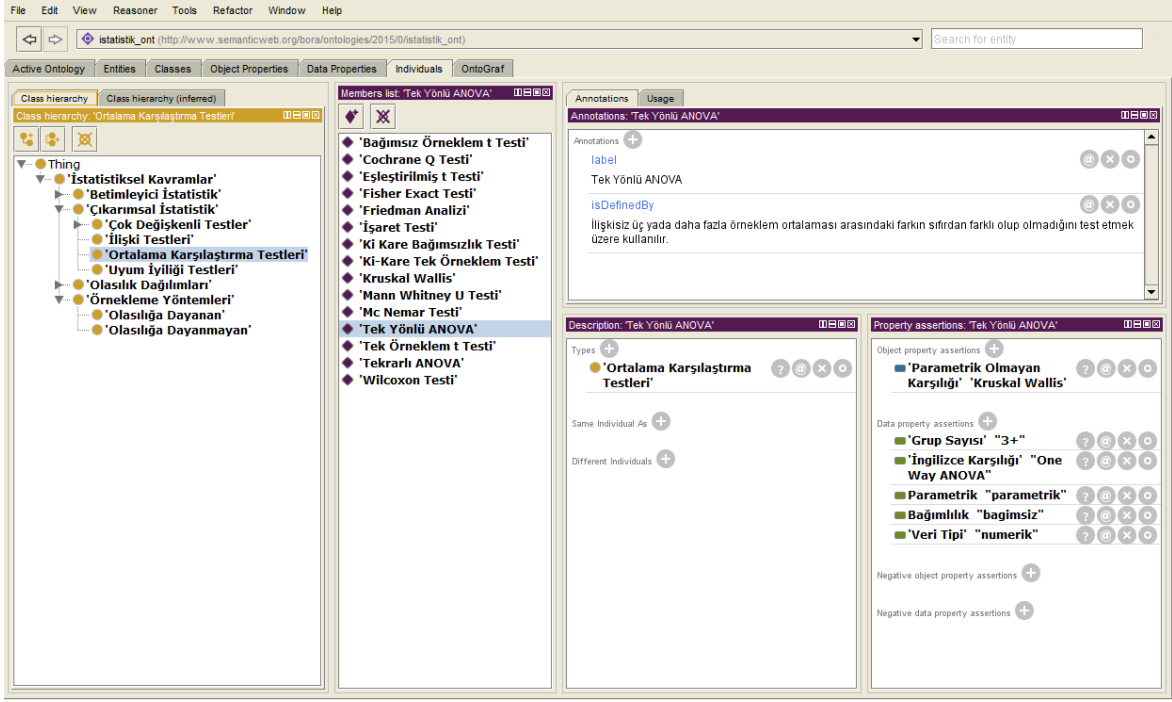 File Edit View Reasoner Tools Refactor Window Help
istatistik_ont (http://www.semanticweb.org/bora/ontologies/2015/0/istatistik_ont)
Search for entity
Active Ontology Entities Classes Object Properties Data Properties Individuals OntoGraf
Class hierarchy Class hierarchy (inferred)
Class hierarchy: 'Ortalama Karşılaştırma Testleri'
Thing
'İstatistiksel Kavramlar'
'Betimleyici İstatistik'
'Çıkarımsal İstatistik'
'Çok Değişkenli Testler'
'İlişki Testleri'
'Ortalama Karşılaştırma Testleri'
'Uyum İyiliği Testleri'
'Olasılık Dağılımları'
'Örnekleme Yöntemleri'
'Olasılığa Dayanan'
'Olasılığa Dayanmayan'
Members list: 'Tek Yönlü ANOVA'
'Bağımsız Örneklem t Testi'
'Cochrane Q Testi'
'Eşleştirilmiş t Testi'
'Fisher Exact Testi'
'Friedman Analizi'
'İşaret Testi'
'Ki Kare Bağımsızlık Testi'
'Ki-Kare Tek Örneklem Testi'
'Kruskal Wallis'
'Mann Whitney U Testi'
'Mc Nemar Testi'
'Tek Yönlü ANOVA'
'Tek Örneklem t Testi'
'Tekrarlı ANOVA'
'Wilcoxon Testi'
Annotations Usage
Annotations: 'Tek Yönlü ANOVA'
Annotations
label
Tek Yönlü ANOVA
isDefinedBy
İlişkisiz üç yada daha fazla örneklem ortalaması arasındaki farkın sıfırdan farklı olup olmadığını test etmek
üzere kullanılır.
Description: 'Tek Yönlü ANOVA'
Types
'Ortalama Karşılaştırma
Testleri'
Same Individual As
Different Individuals
Property assertions: 'Tek Yönlü ANOVA'
Object property assertions
'Parametrik Olmayan
Karşılığı' 'Kruskal Wallis'
Data property assertions
'Grup Sayısı' "3+"
'İngilizce Karşılığı' "One
Way ANOVA"
Parametrik "parametrik"
Bağımlılık "bagimsiz"
'Veri Tipi' "numerik"
Negative object property assertions
Negative data property assertions